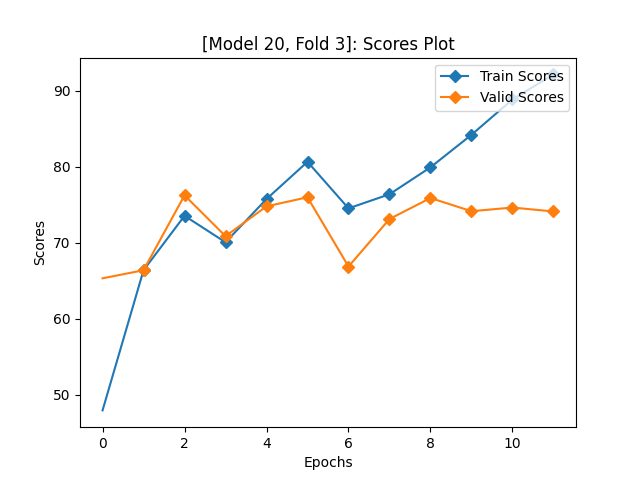 [Model 20, Fold 3]: Scores Plot
Train Scores
Valid Scores
90
80
70
60
50
Scores
0 2 4 6 8 10
Epochs